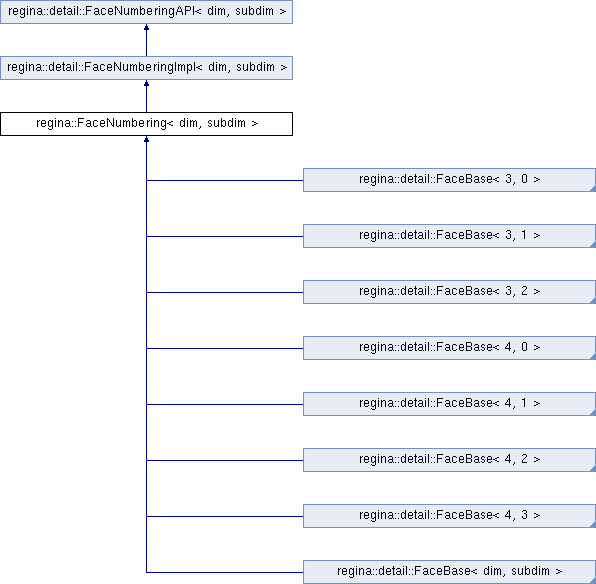 regina::detail::FaceNumberingAPI< dim, subdim >
regina::detail::FaceNumberingImpl< dim, subdim >
regina::FaceNumbering< dim, subdim >
regina::detail::FaceBase< 3, 0 >
regina::detail::FaceBase< 3, 1 >
regina::detail::FaceBase< 3, 2 >
regina::detail::FaceBase< 4, 0 >
regina::detail::FaceBase< 4, 1 >
regina::detail::FaceBase< 4, 2 >
regina::detail::FaceBase< 4, 3 >
regina::detail::FaceBase< dim, subdim >